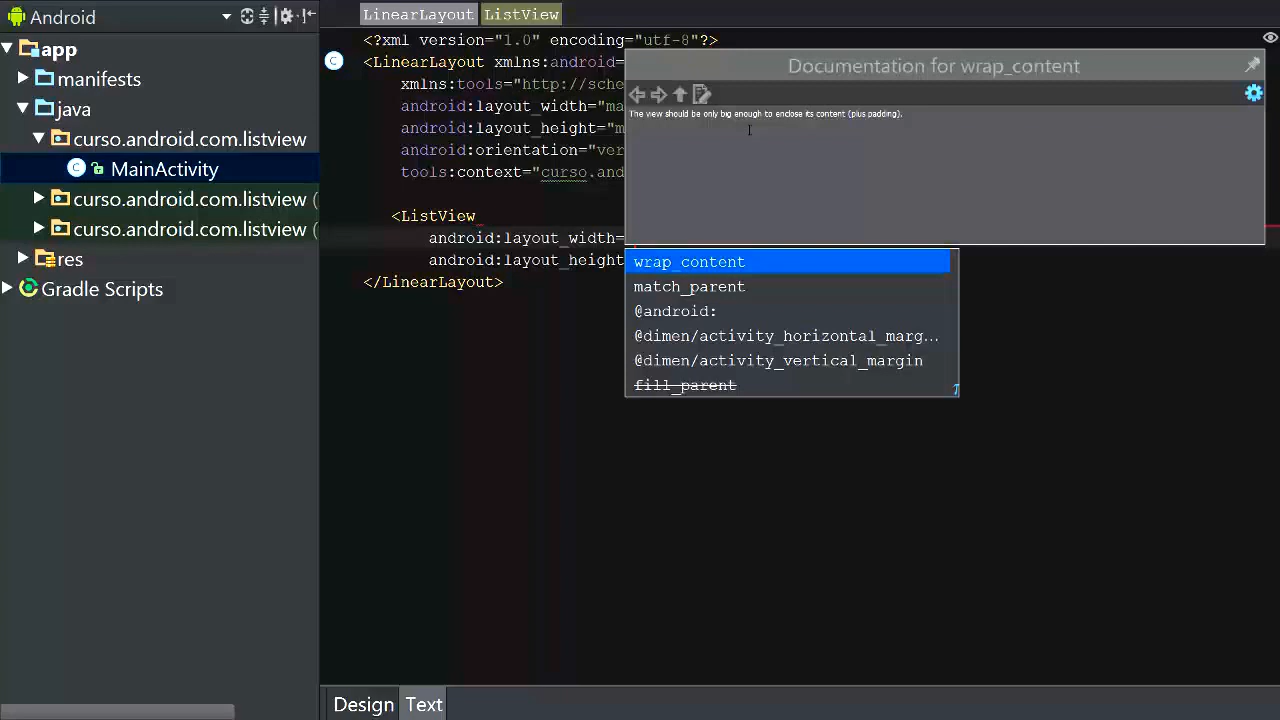 Android
app
manifests
java
curso.android.com.listview
MainActivity
curso.android.com.listview (
curso.android.com.listview (
res
Gradle Scripts
LinearLayout
ListView
<?xml version="1.0" encoding="utf-8"?>
<LinearLayout xmlns:android=
xmlns:tools="http://sche
android:layout_width="ma
android:layout_height="m
android:orientation="ver
tools:context="curso.and
<ListView
android:layout_width=
android:layout_height
</LinearLayout>
Documentation for wrap_content
The view should be only big enough to enclose its content (plus padding).
wrap_content
match_parent
@android:
@dimen/activity_horizontal_marg...
@dimen/activity_vertical_margin
fill_parent
Design
Text